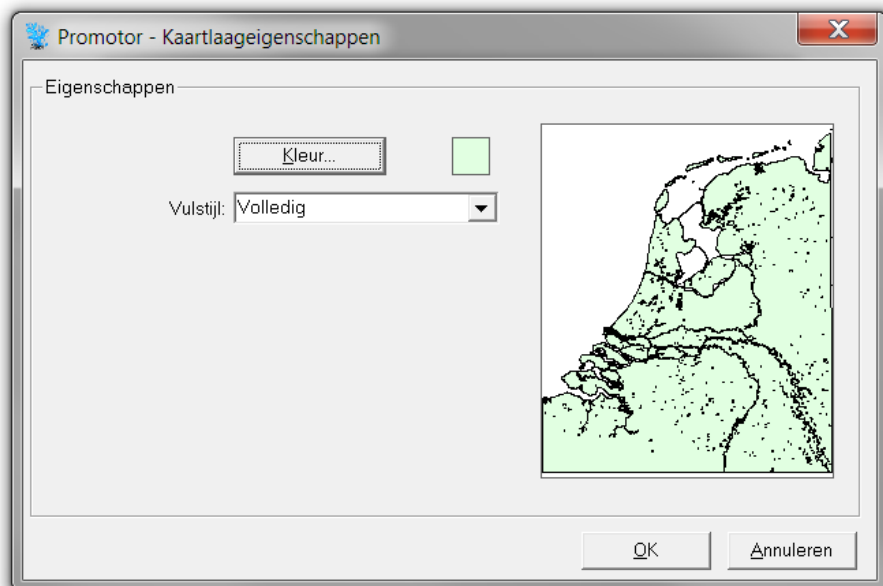 Promotor - Kaartlaageigenschappen
Eigenschappen
Kleur...
Vulstijl: Volledig
OK
Annuleren